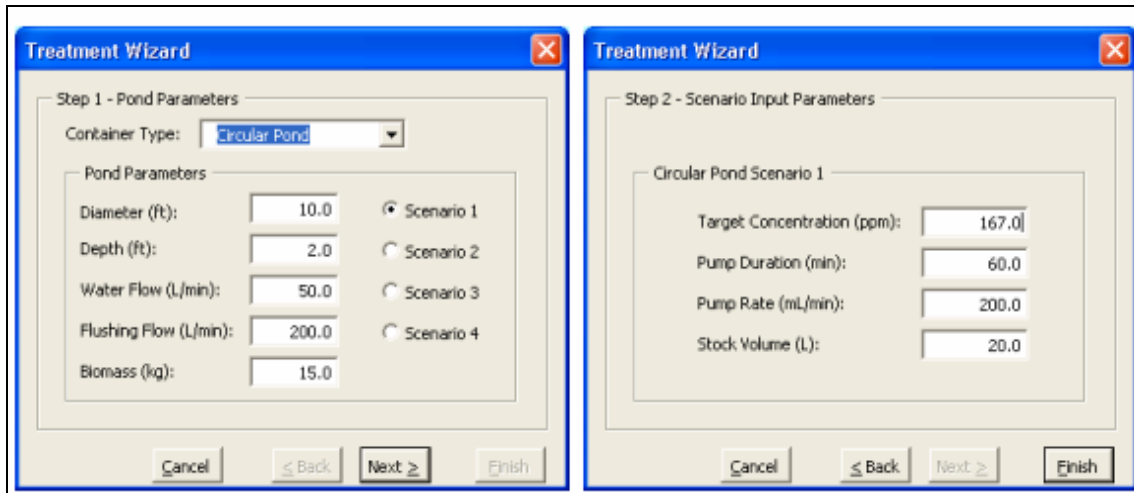 Treatment Wizard
Step 1 - Pond Parameters
Container Type: Circular Pond
Pond Parameters
Diameter (ft): 10.0 Scenario 1
Depth (ft): 2.0 Scenario 2
Water Flow (L/min): 50.0 Scenario 3
Flushing Flow (L/min): 200.0 Scenario 4
Biomass (kg): 15.0
Cancel < Back Next > Finish
Treatment Wizard
Step 2 - Scenario Input Parameters
Circular Pond Scenario 1
Target Concentration (ppm): 167.0
Pump Duration (min): 60.0
Pump Rate (mL/min): 200.0
Stock Volume (L): 20.0
Cancel < Back Next > Finish